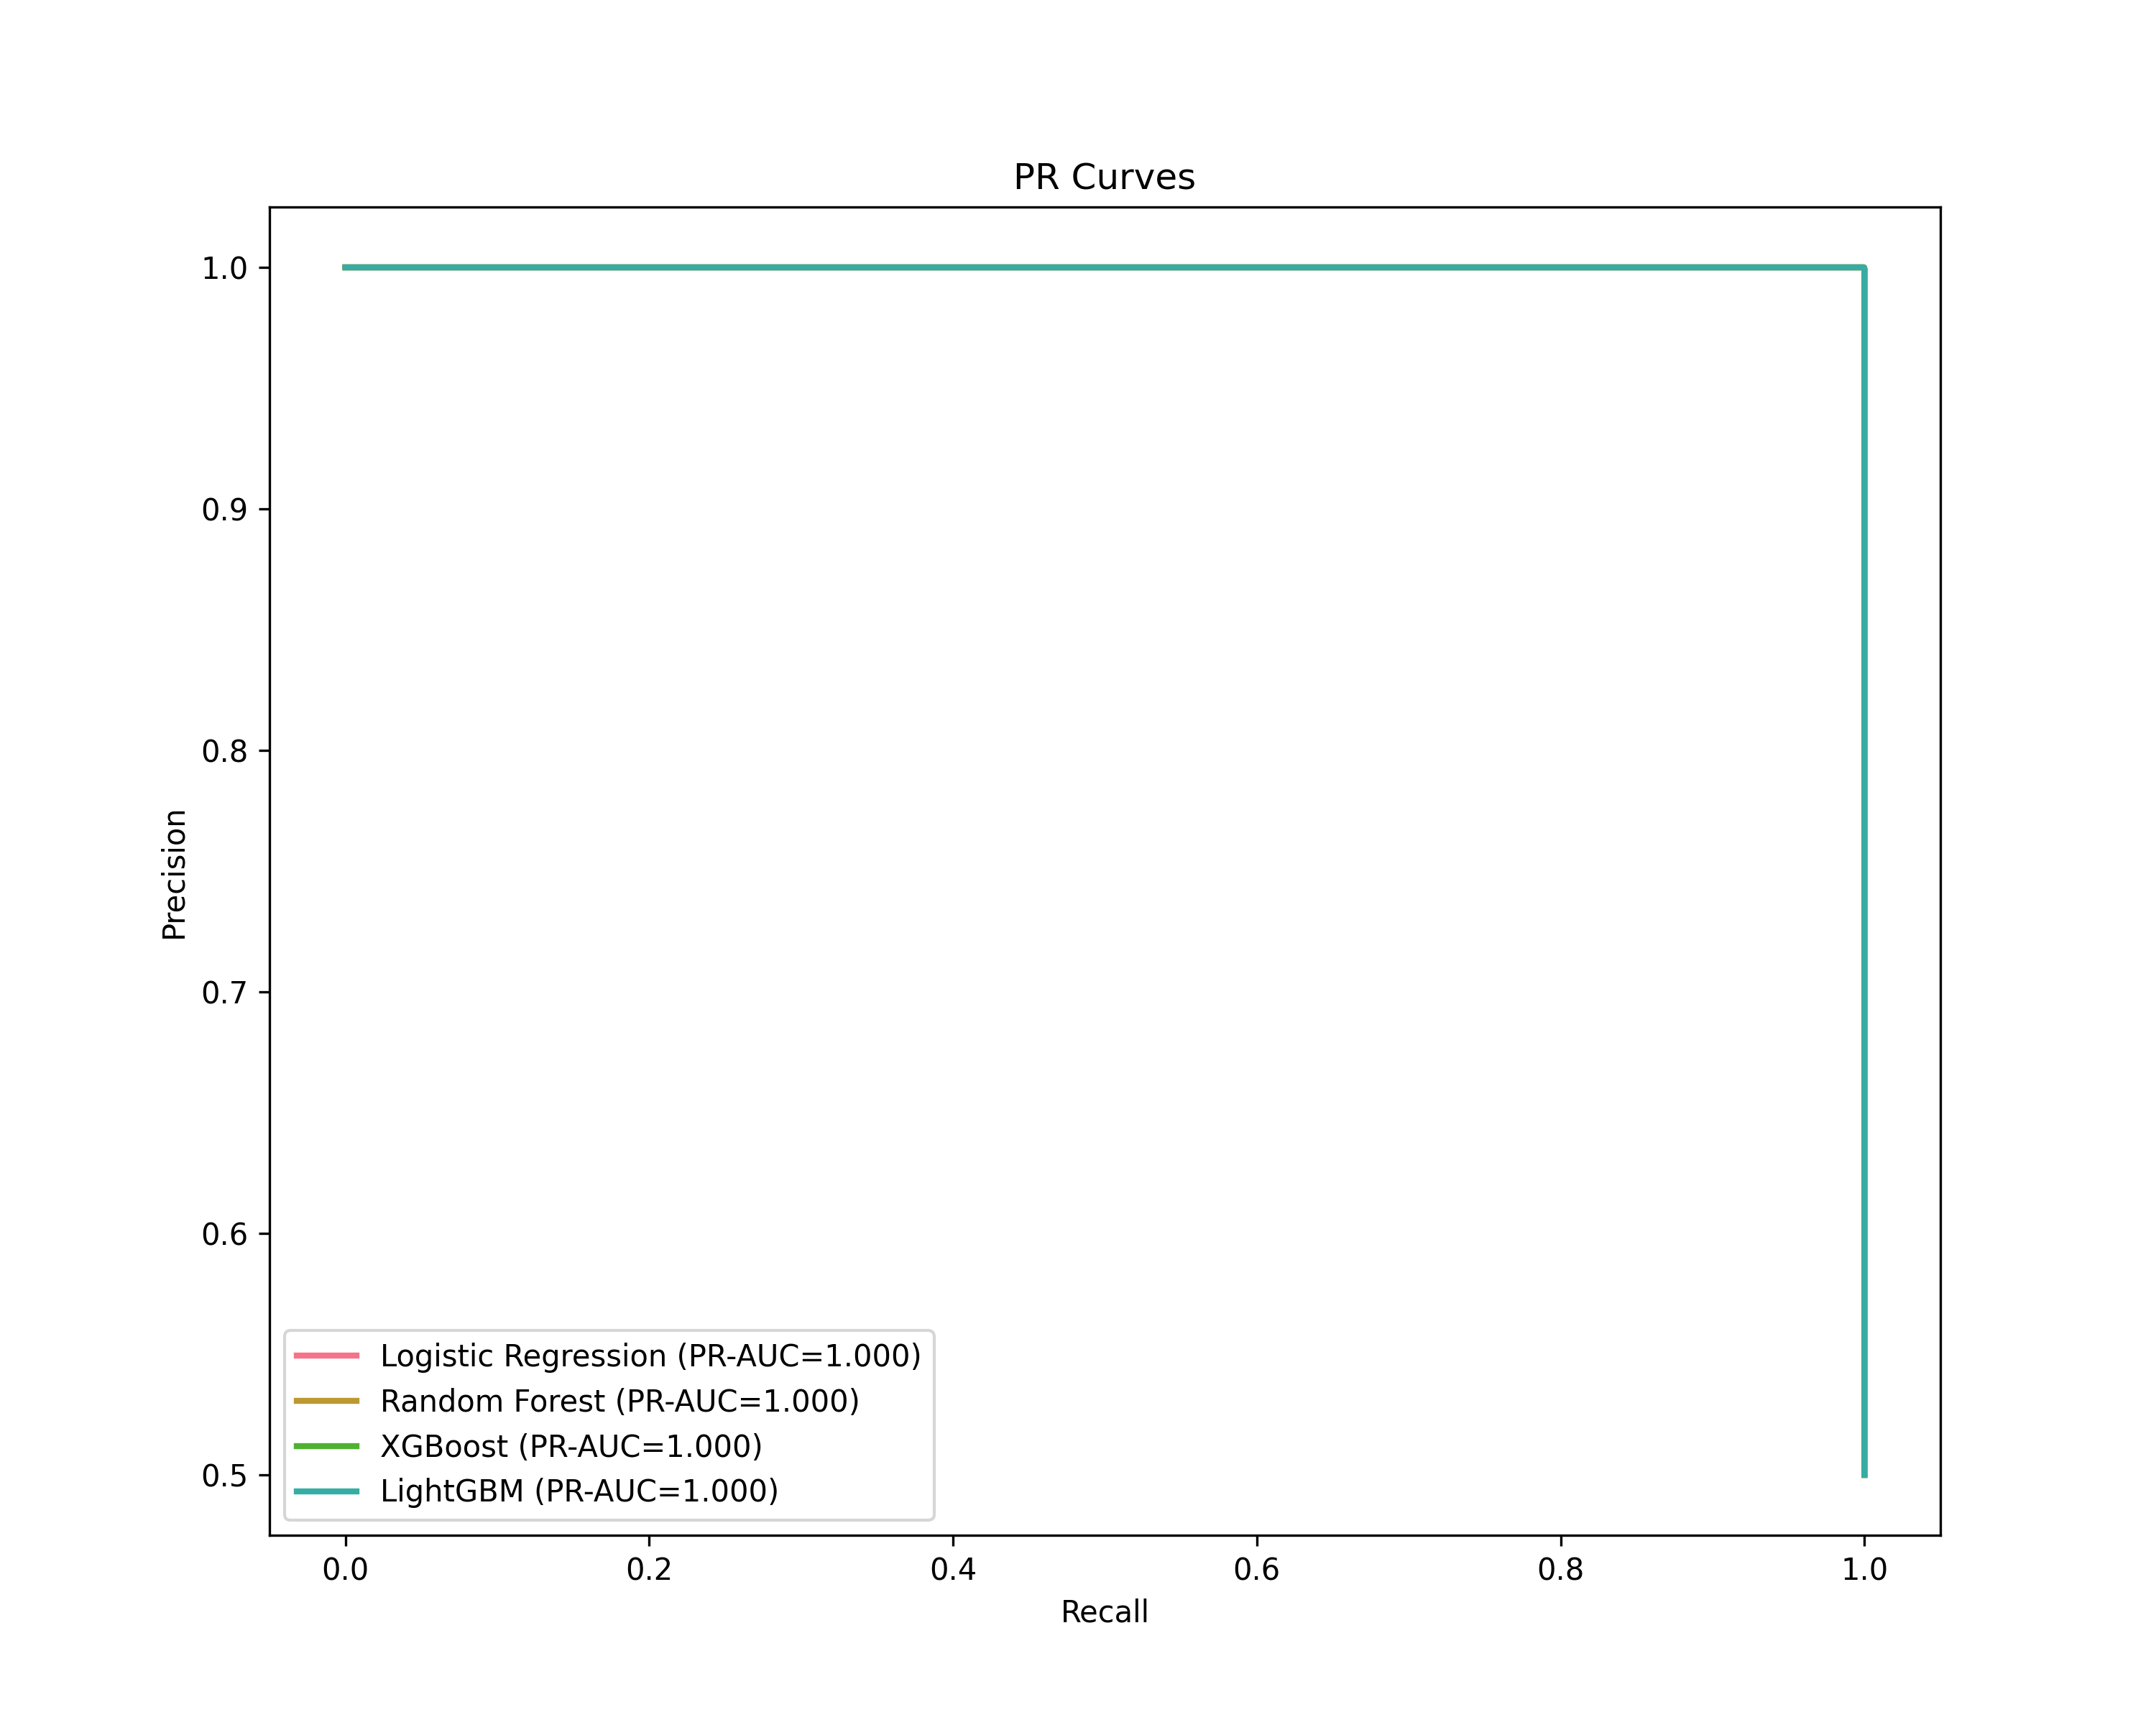 PR Curves
1.0
0.9
0.8
0.7
0.6
0.5
Precision
Logistic Regression (PR-AUC=1.000)
Random Forest (PR-AUC=1.000)
XGBoost (PR-AUC=1.000)
LightGBM (PR-AUC=1.000)
0.0 0.2 0.4 0.6 0.8 1.0
Recall